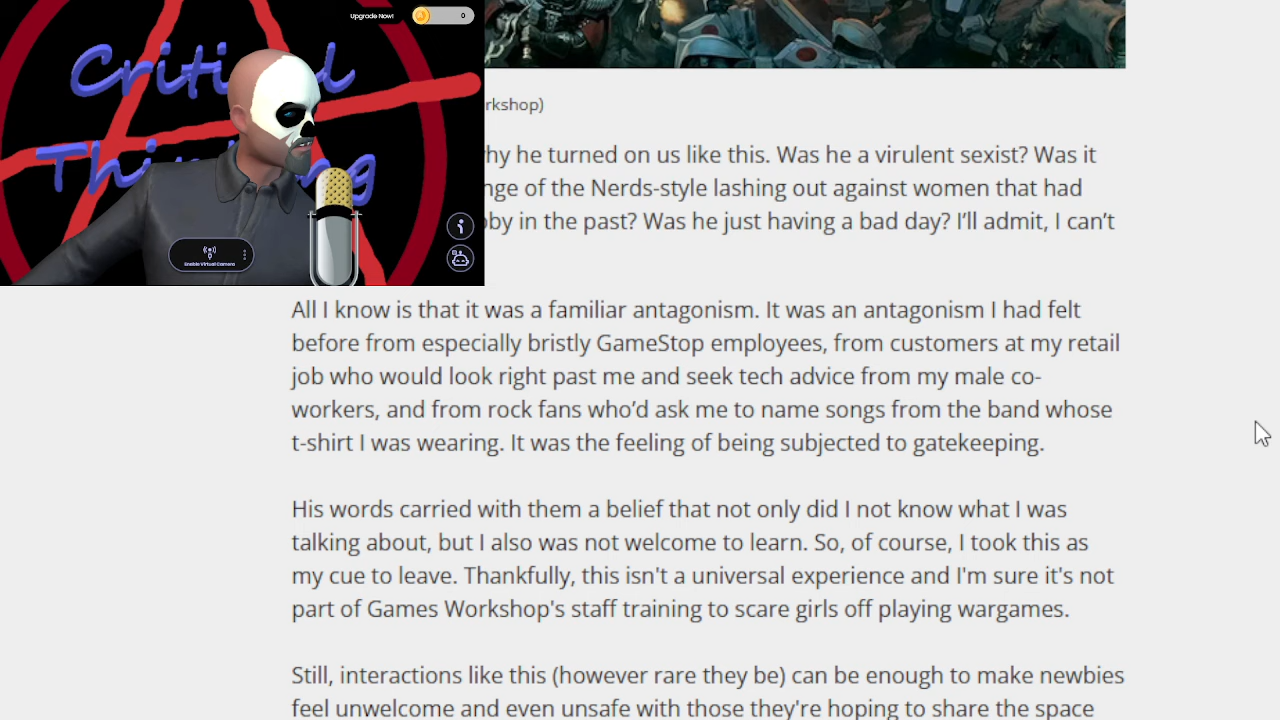 Upgrade Now!
0
Critical
Thinking
Enable Virtual Camera
rkshop)
hy he turned on us like this. Was he a virulent sexist? Was it
nge of the Nerds-style lashing out against women that had
by in the past? Was he just having a bad day? I’ll admit, I can’t
All I know is that it was a familiar antagonism. It was an antagonism I had felt
before from especially bristly GameStop employees, from customers at my retail
job who would look right past me and seek tech advice from my male co-
workers, and from rock fans who’d ask me to name songs from the band whose
t-shirt I was wearing. It was the feeling of being subjected to gatekeeping.
His words carried with them a belief that not only did I not know what I was
talking about, but I also was not welcome to learn. So, of course, I took this as
my cue to leave. Thankfully, this isn't a universal experience and I'm sure it's not
part of Games Workshop's staff training to scare girls off playing wargames.
Still, interactions like this (however rare they be) can be enough to make newbies
feel unwelcome and even unsafe with those they're hoping to share the space